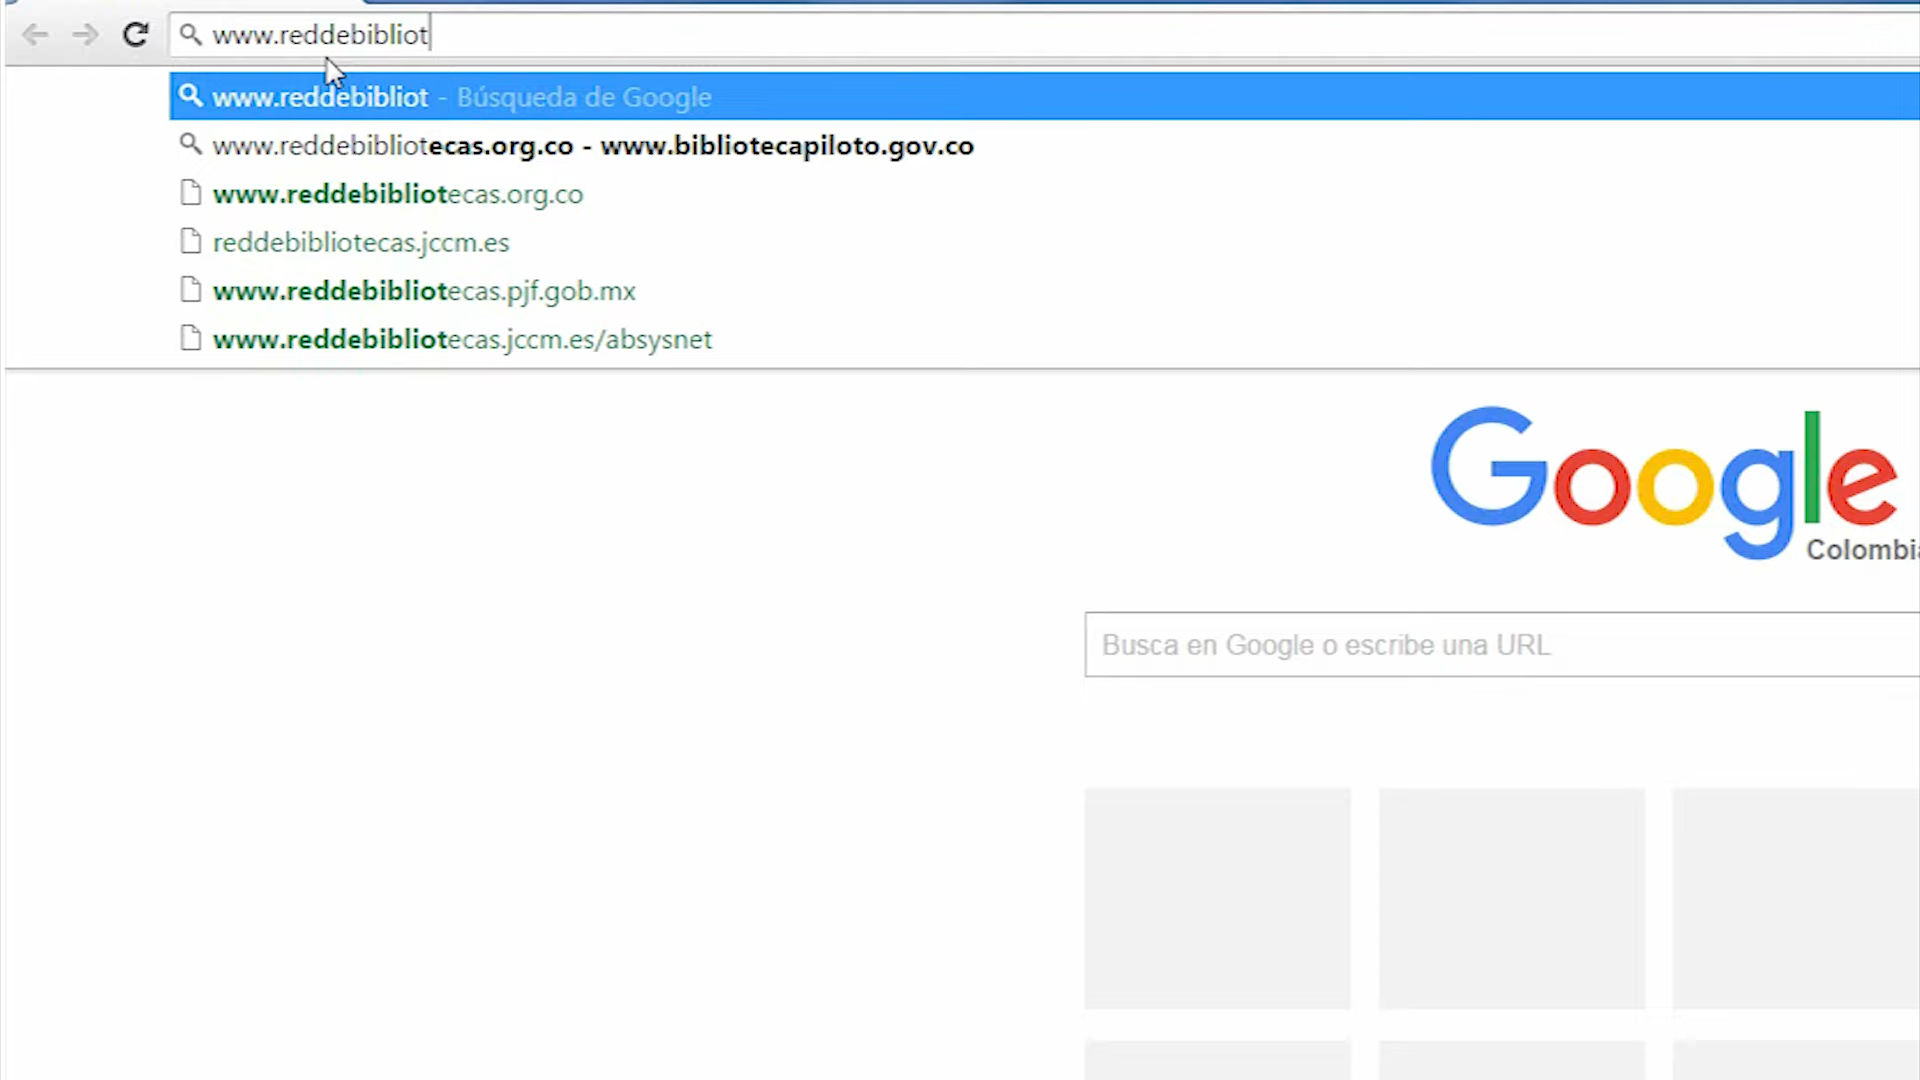 www.reddebibliot
www.reddebibliot - Búsqueda de Google
www.reddebibliotecas.org.co - www.bibliotecapiloto.gov.co
www.reddebibliotecas.org.co
reddebibliotecas.jccm.es
www.reddebibliotecas.pjf.gob.mx
www.reddebibliotecas.jccm.es/absysnet
Google
Colombia
Busca en Google o escribe una URL